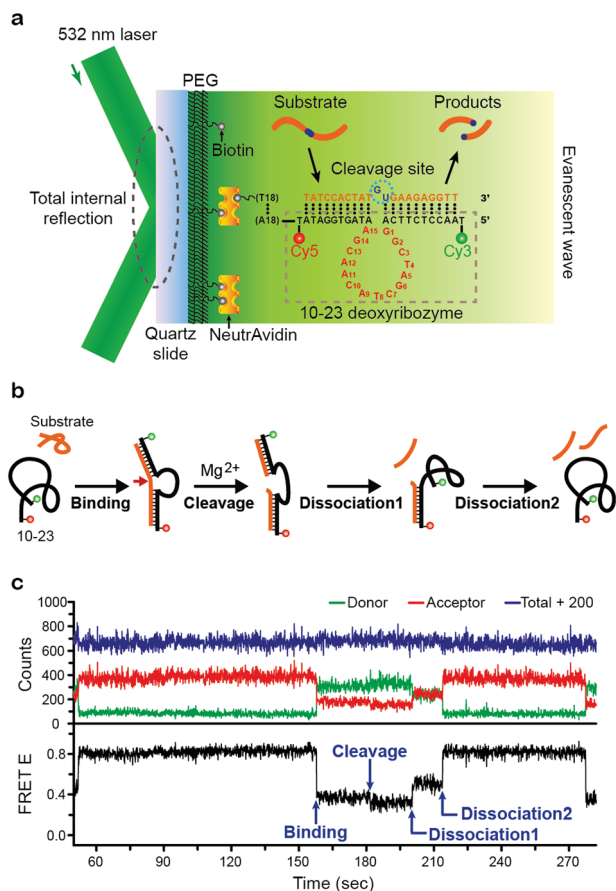 a
532 nm laser
PEG
Substrate
Products
Biotin
Cleavage site
Total internal
reflection
Evanescent wave
G
(T18)
TATCCACTAT
U
GAAGAGGTT
3'
(A18)
TATAGGTGATA
ACTTCTCCAAT
5'
A15
G1
G14
G2
Cy5
C13
C3
Cy3
A12
T4
A11
A5
C10
G6
A9
T8
C7
NeutrAvidin
10-23 deoxyribozyme
Quartz
slide
b
Substrate
Mg2+
Binding
Cleavage
Dissociation1
Dissociation2
10-23
c
1000
Donor
Acceptor
Total + 200
800
600
400
200
0
Counts
0.8
0.4
0.0
FRET E
Cleavage
Binding
Dissociation2
Dissociation1
60
90
120
150
180
210
240
270
Time (sec)